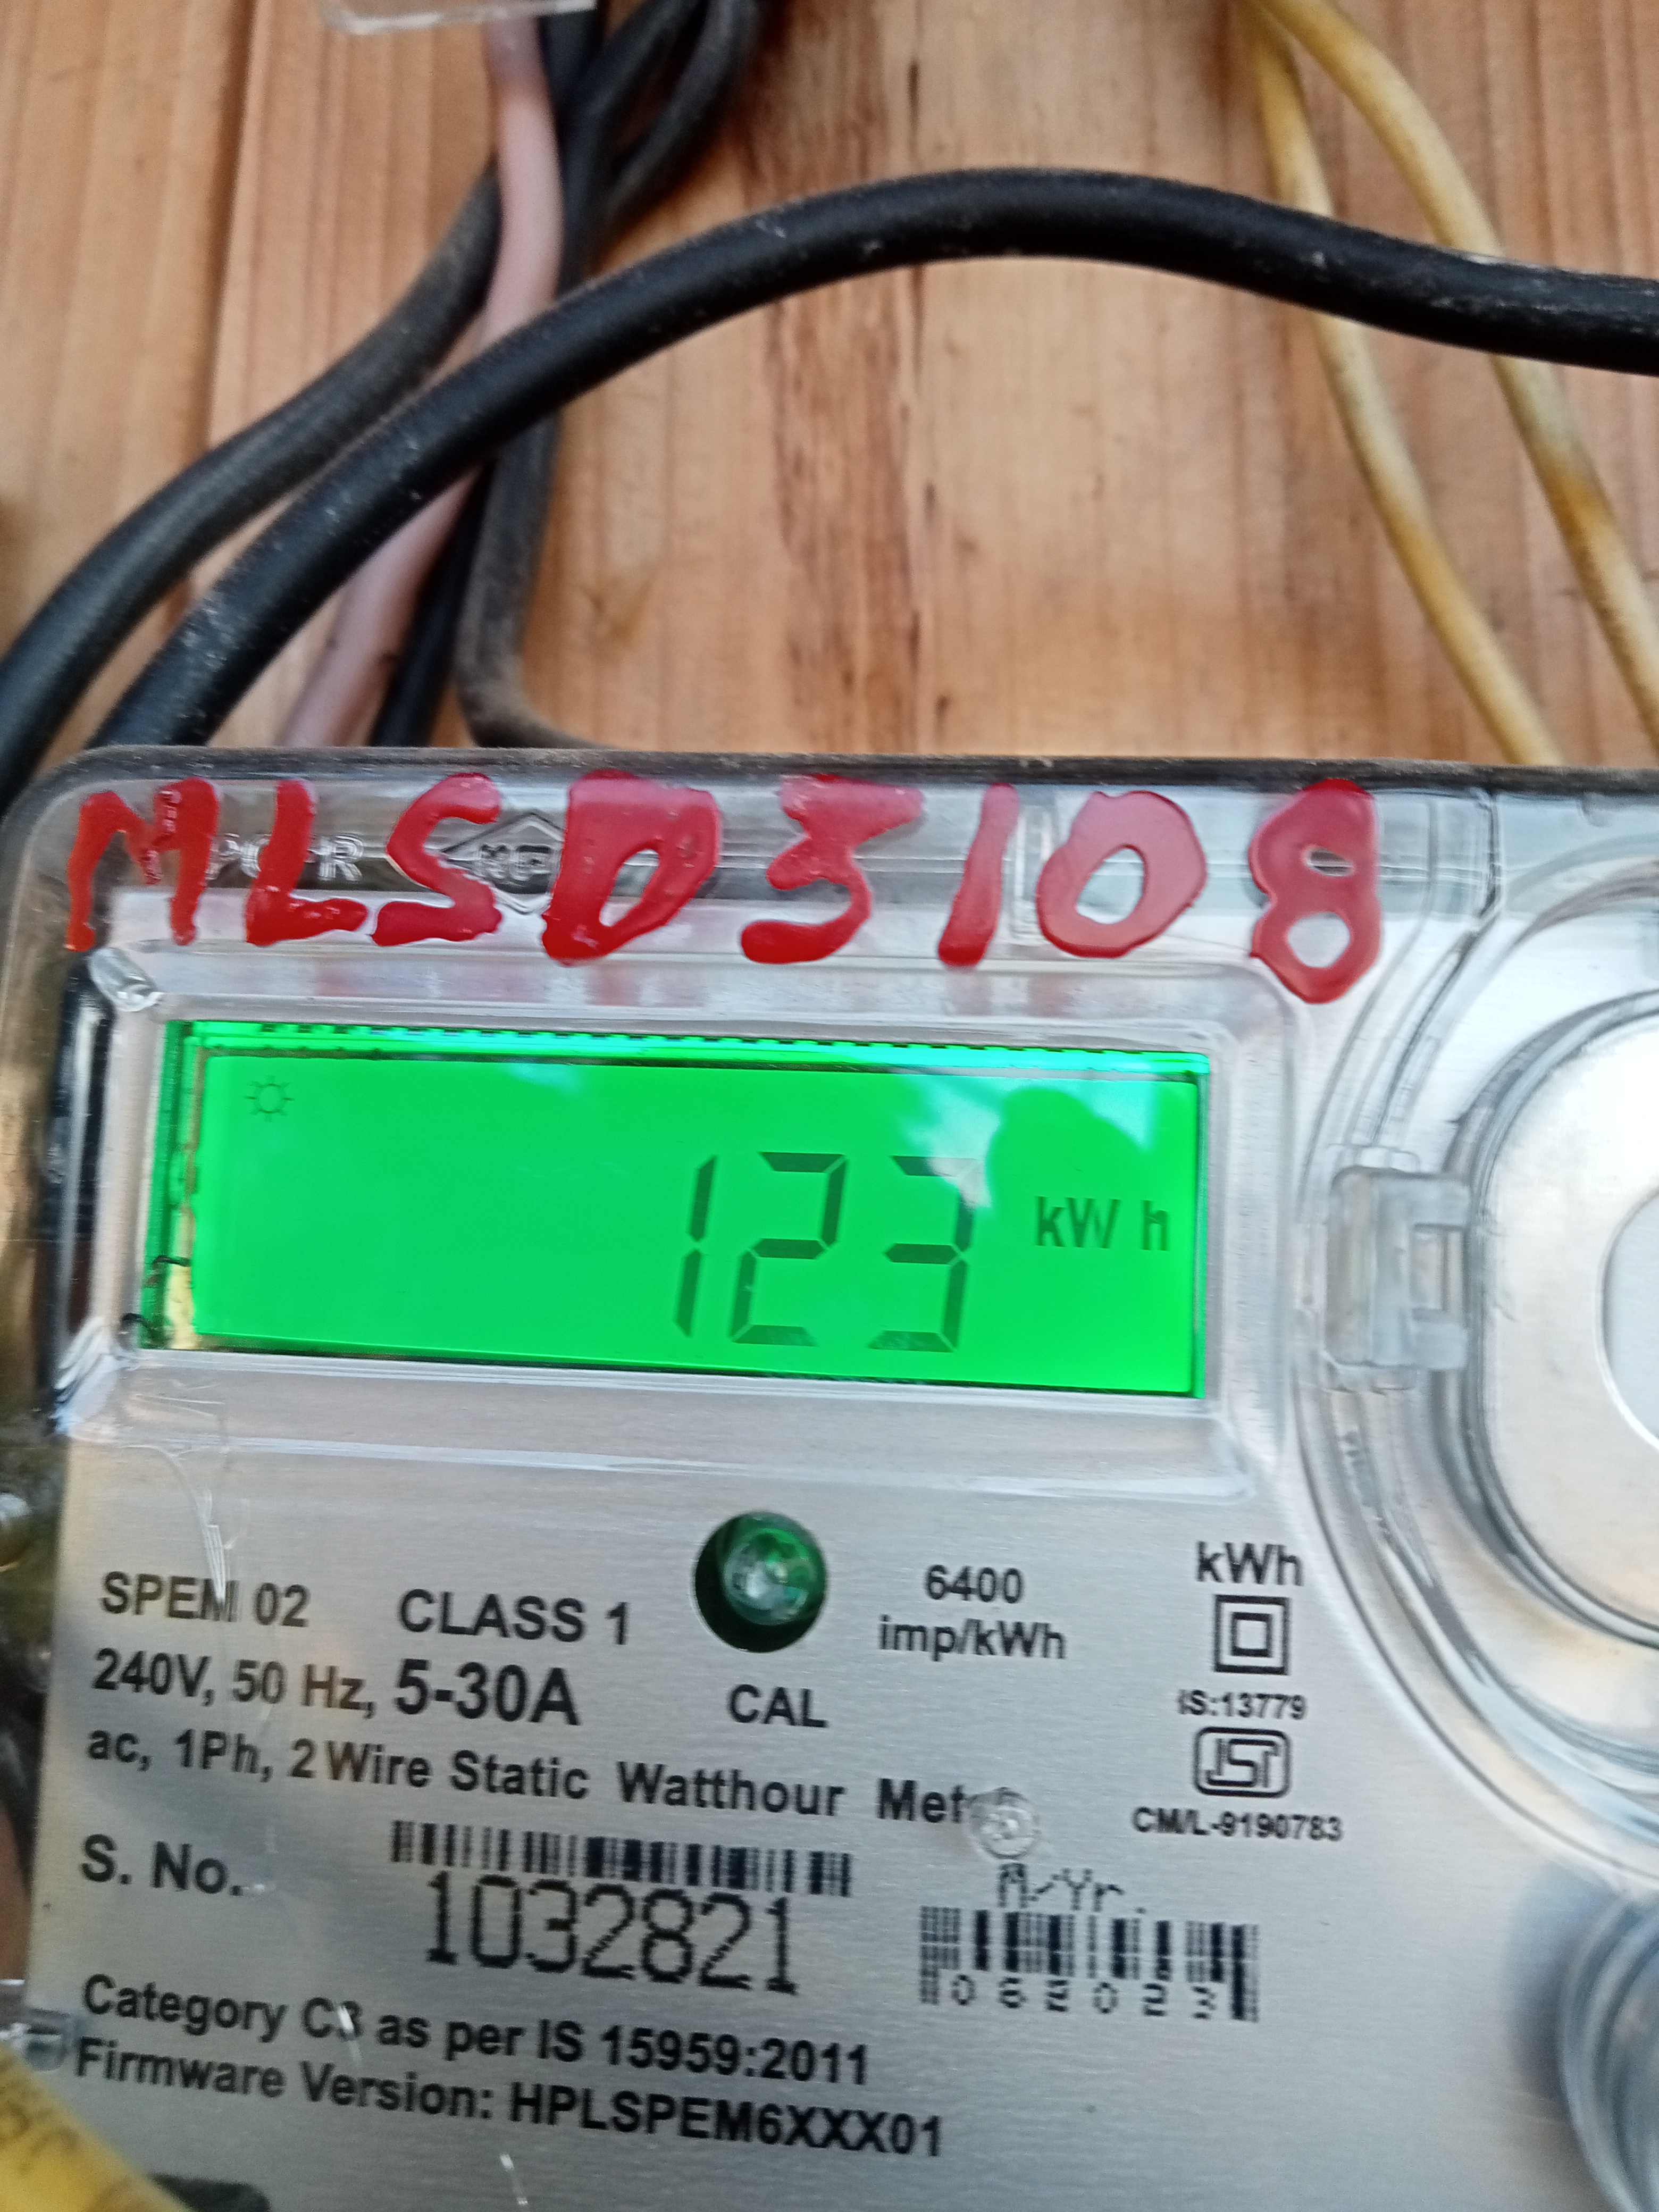 MLSD3108
123 kWh
SPEM 02 CLASS 1
6400
imp/kWh
kWh
240V, 50 Hz, 5-30A
CAL
IS:13779
ac, 1Ph, 2 Wire Static Watthour Meter
CM/L-9190783
S. No.
1032821
M/Yr.
062023
Category C3 as per IS 15959:2011
Firmware Version: HPLSPEM6XXX01